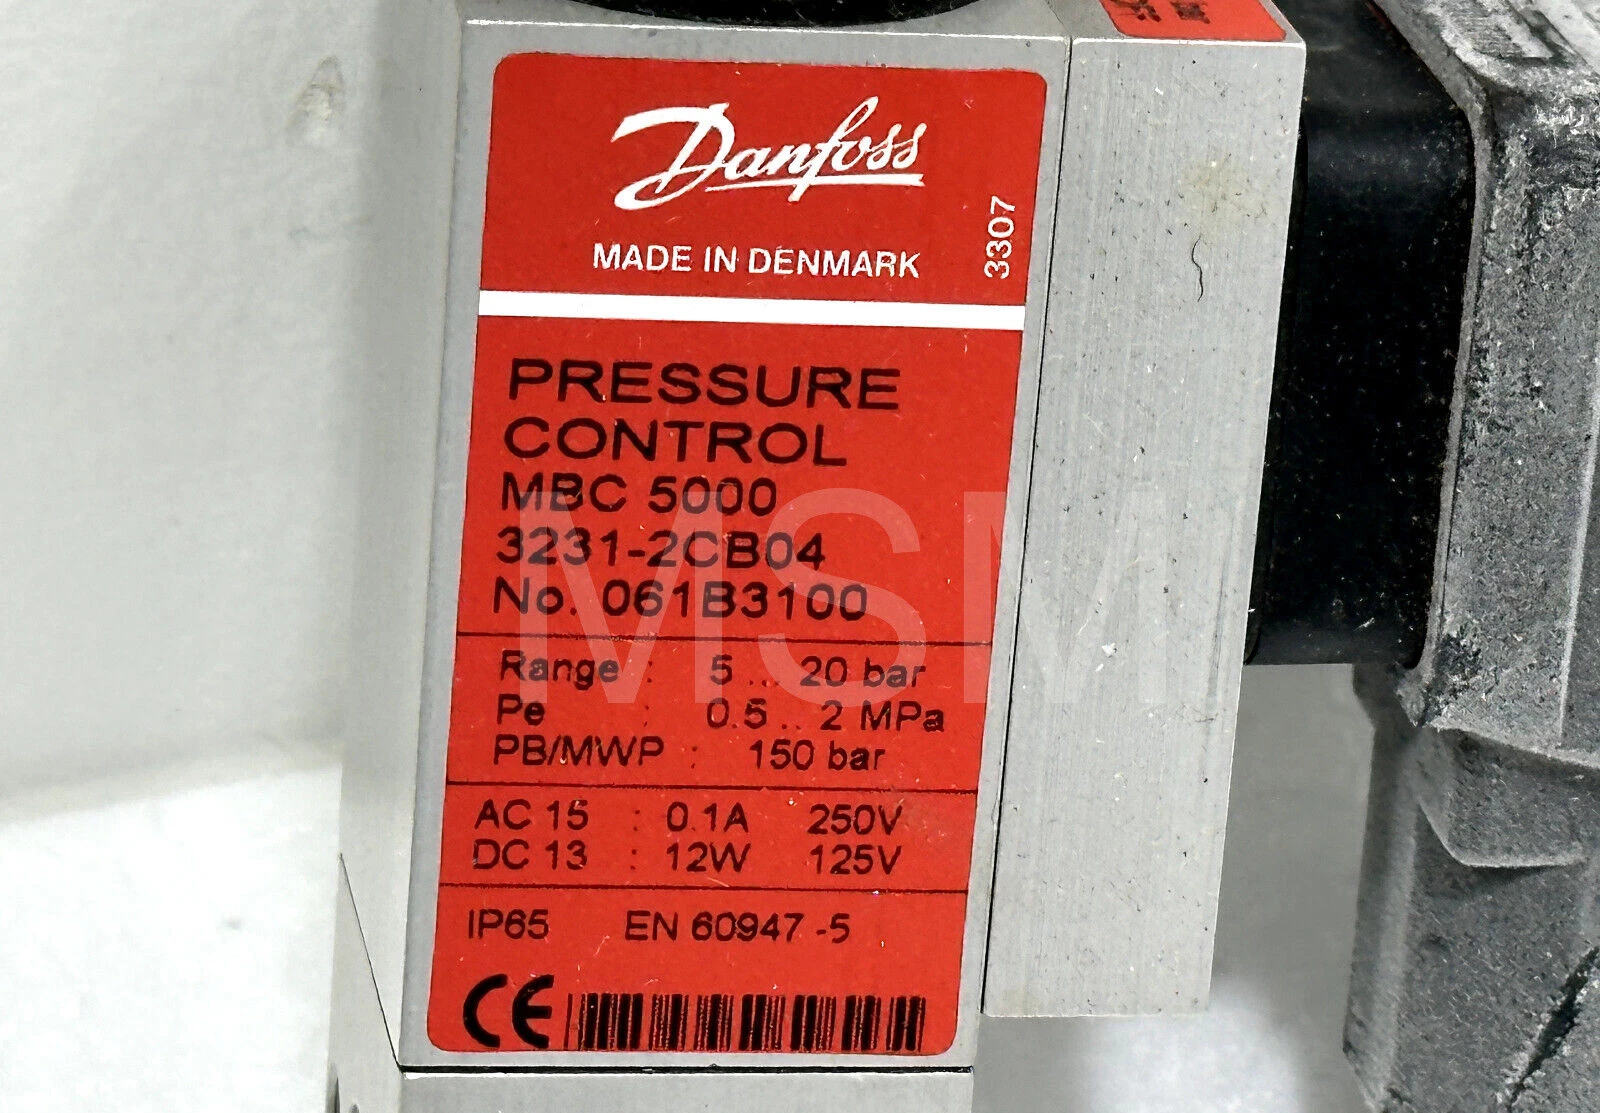 Danfoss
MADE IN DENMARK
3307
PRESSURE
CONTROL
MBC 5000
3231-2CB04
No. 061B3100
Range : 5 ... 20 bar
Pe : 0.5 .. 2 MPa
PB/MWP : 150 bar
AC 15 : 0.1A 250V
DC 13 : 12W 125V
IP65 EN 60947 -5
CE
MSM